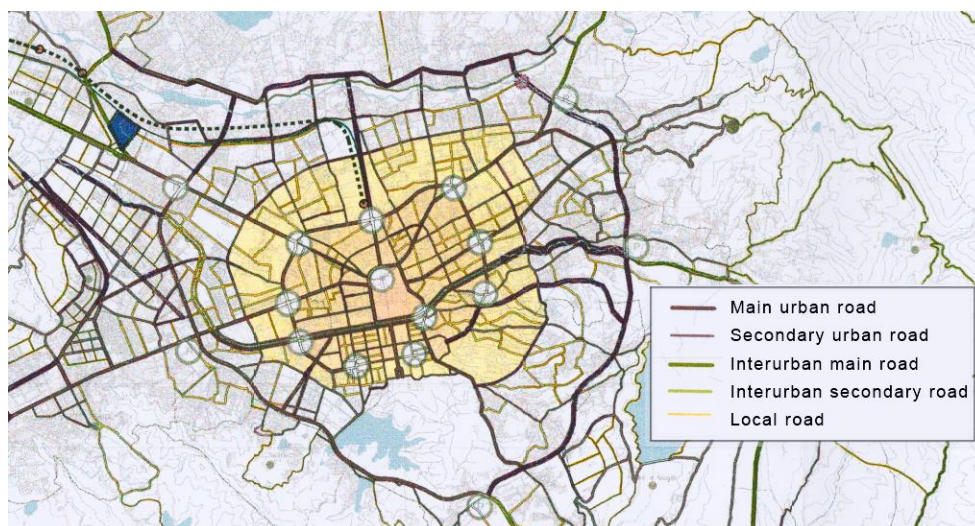 Main urban road
Secondary urban road
Interurban main road
Interurban secondary road
Local road